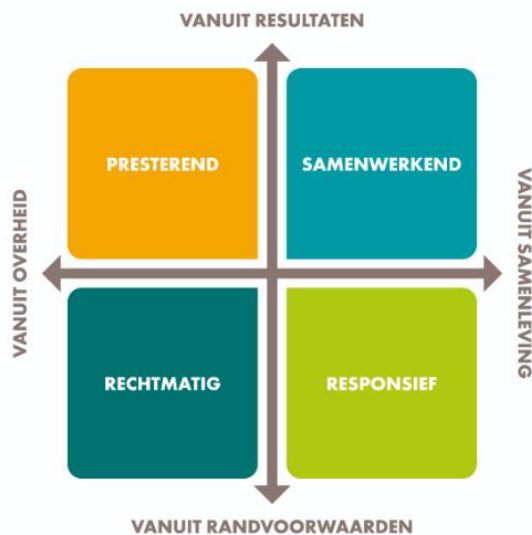 VANUIT RESULTATEN
PRESTEREND
SAMENWERKEND
VANUIT OVERHEID
VANUIT SAMENLEVING
RECHTMATIG
RESPONSIEF
VANUIT RANDVOORWAARDEN